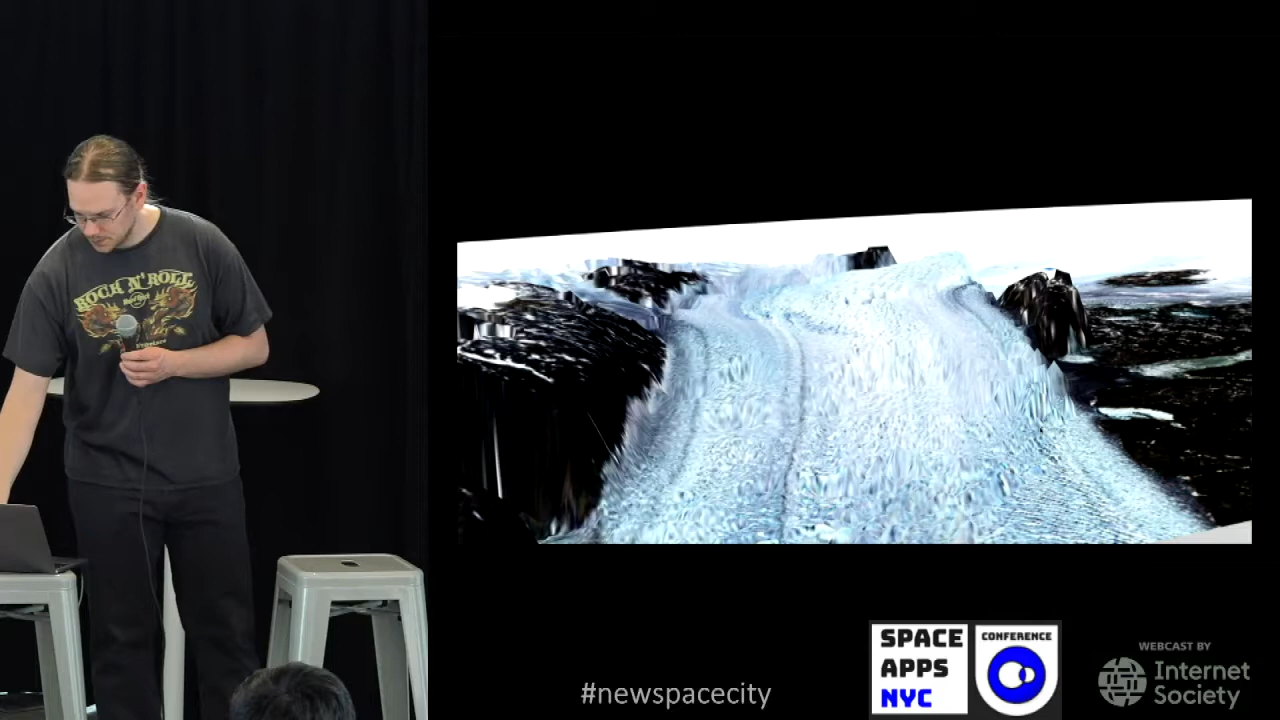 ROCK N' ROLL
#newspacecity
SPACE
APPS
NYC
CONFERENCE
WEBCAST BY
Internet
Society